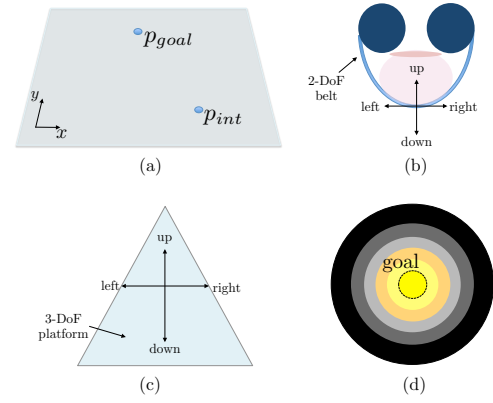 p_goal
p_int
y
x
(a)
2-DoF
belt
up
left
right
down
(b)
up
left
right
3-DoF
platform
down
(c)
goal
(d)